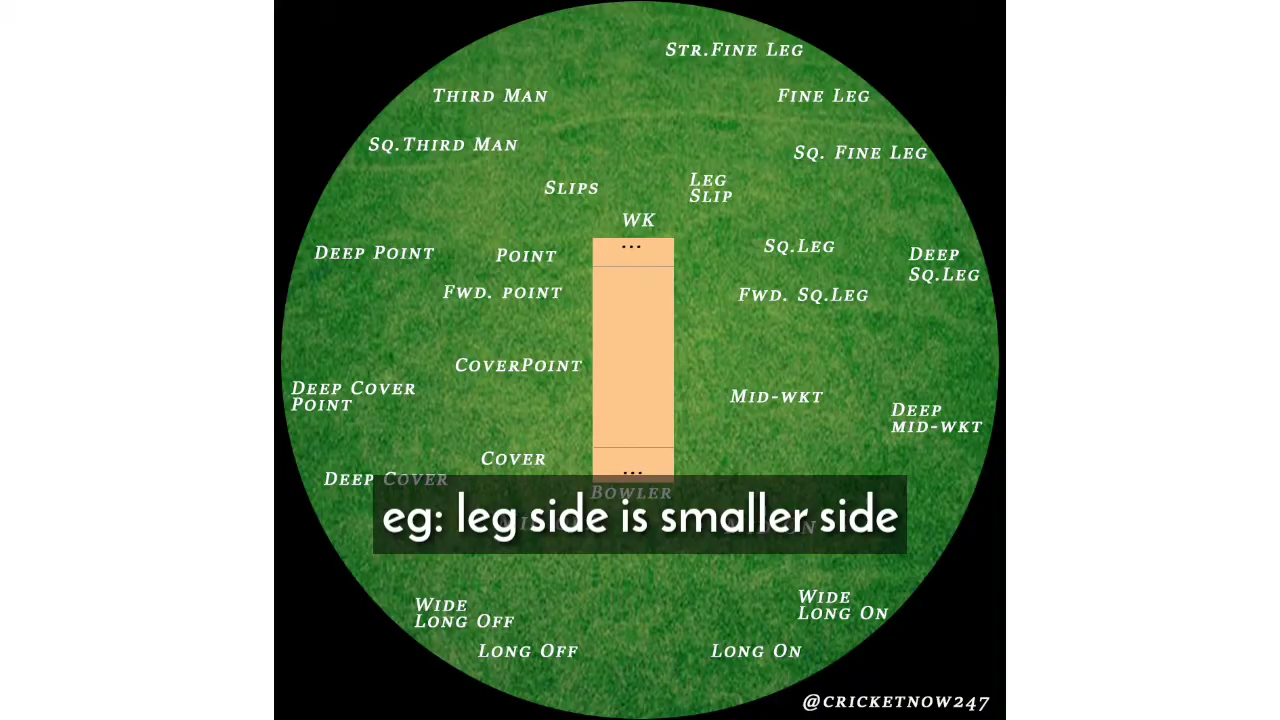 STR.FINE LEG
THIRD MAN
FINE LEG
SQ.THIRD MAN
SQ. FINE LEG
SLIPS
LEG
SLIP
WK
DEEP POINT
POINT
SQ.LEG
DEEP
SQ.LEG
FWD. POINT
FWD. SQ.LEG
COVERPOINT
DEEP COVER
POINT
MID-WKT
DEEP
MID-WKT
COVER
DEEP COVER
BOWLER
eg: leg side is smaller side
WIDE
LONG OFF
WIDE
LONG ON
LONG OFF
LONG ON
@CRICKETNOW247